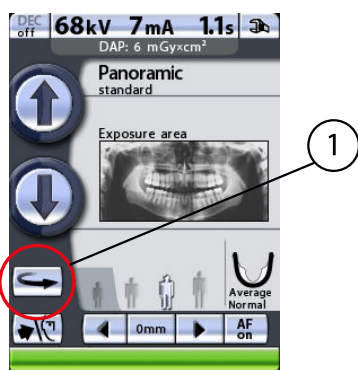 DEC
off
68kV 7mA 1.1s
DAP: 6 mGy×cm²
Panoramic
standard
Exposure area
1
Average
Normal
0mm
AF
on